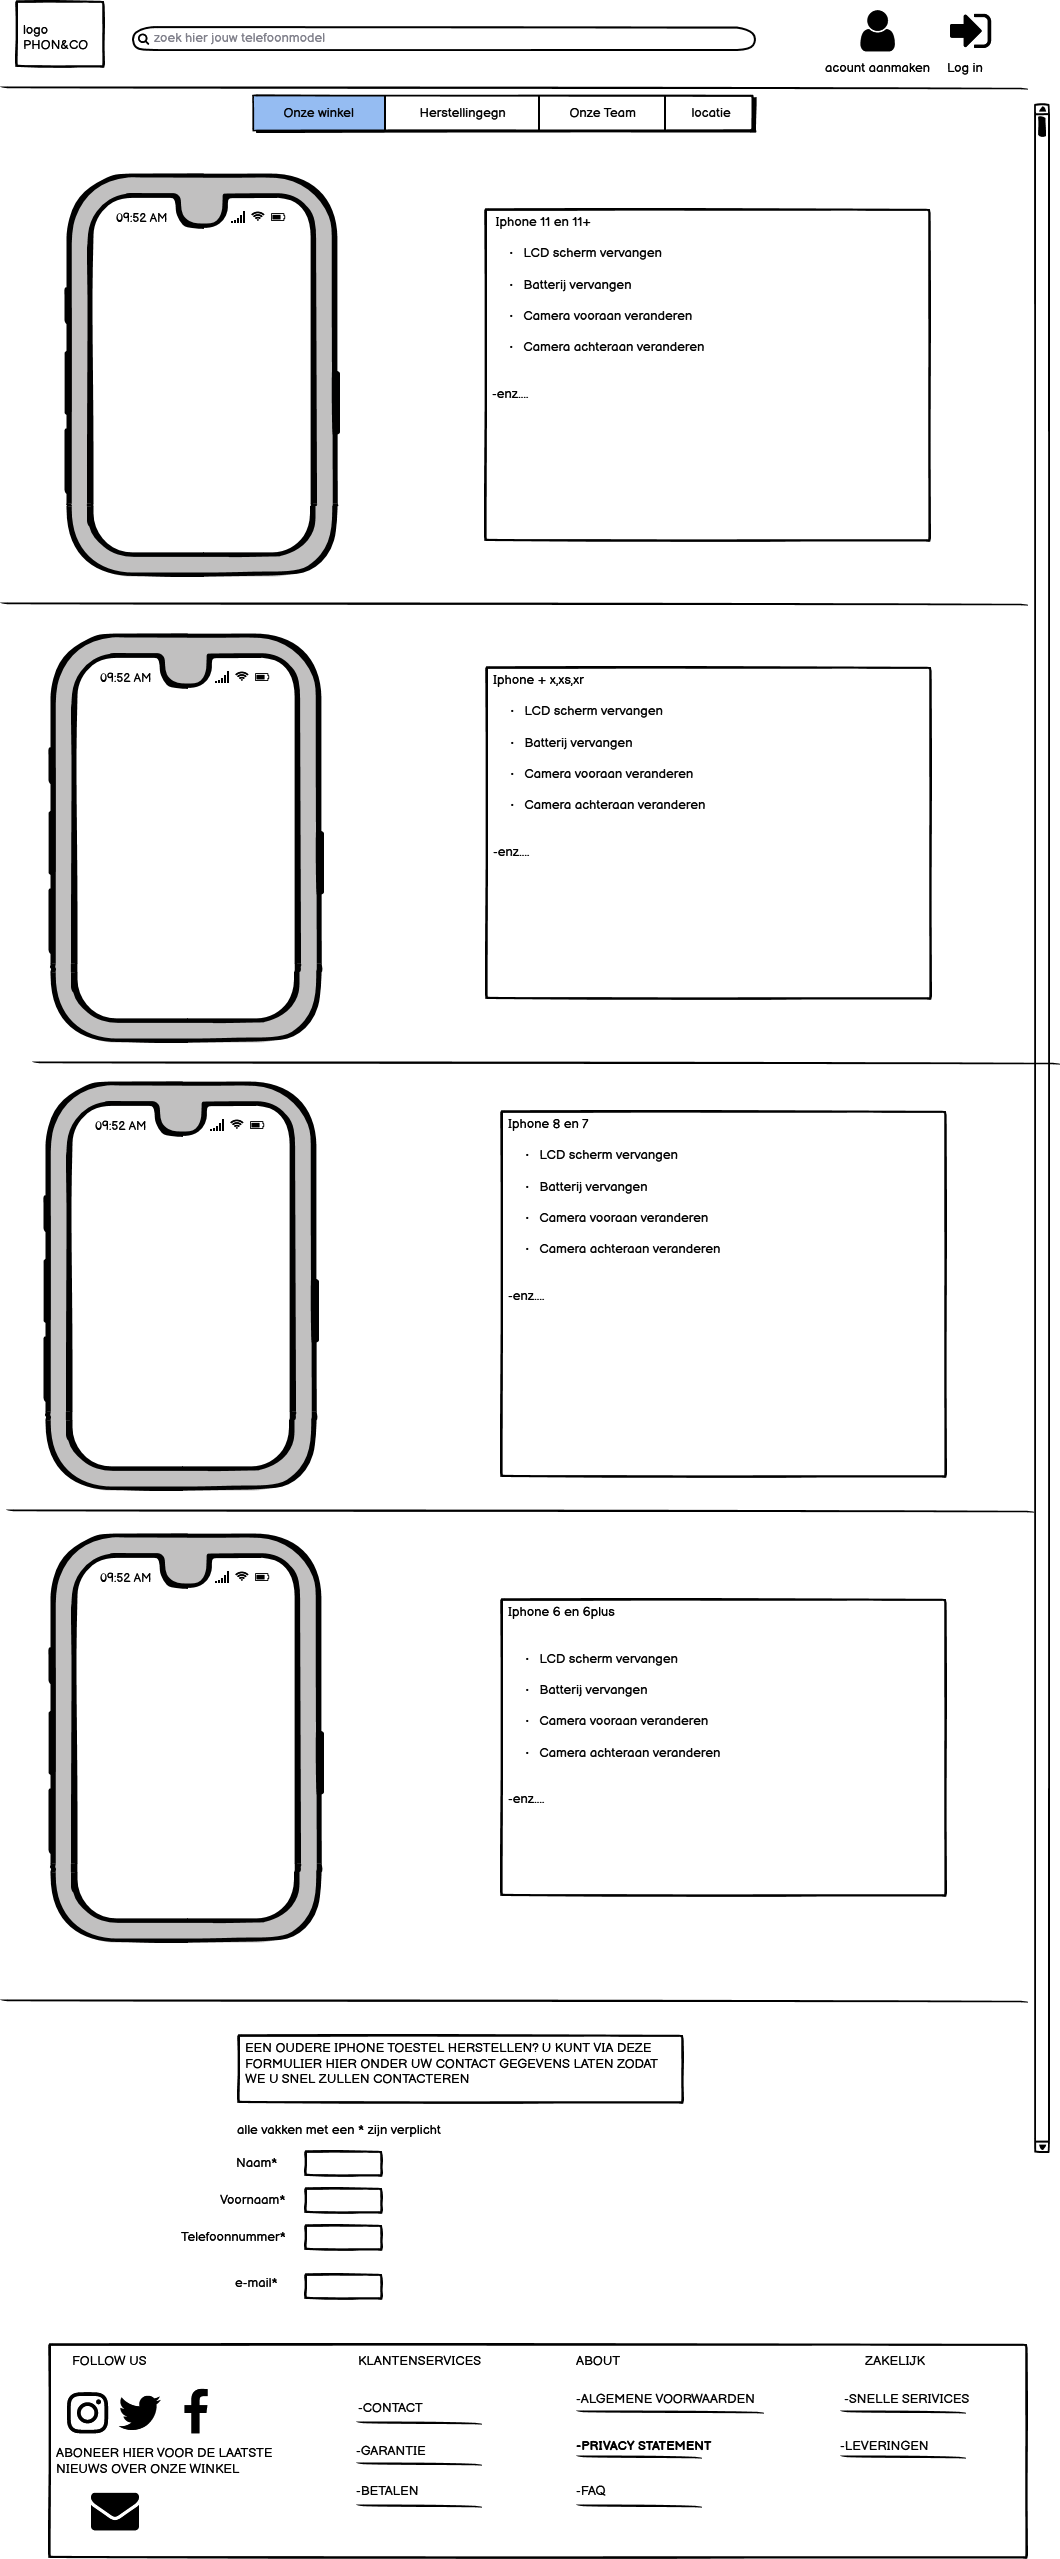 logo
PHON&CO
zoek hier jouw telefoonmodel
acount aanmaken
Log in
Onze winkel
Herstellingegn
Onze Team
locatie
09:52 AM
Iphone 11 en 11+
• LCD scherm vervangen
• Batterij vervangen
• Camera vooraan veranderen
• Camera achteraan veranderen
-enz....
09:52 AM
Iphone + x,xs,xr
• LCD scherm vervangen
• Batterij vervangen
• Camera vooraan veranderen
• Camera achteraan veranderen
-enz....
09:52 AM
Iphone 8 en 7
• LCD scherm vervangen
• Batterij vervangen
• Camera vooraan veranderen
• Camera achteraan veranderen
-enz....
09:52 AM
Iphone 6 en 6plus
• LCD scherm vervangen
• Batterij vervangen
• Camera vooraan veranderen
• Camera achteraan veranderen
-enz....
EEN OUDERE IPHONE TOESTEL HERSTELLEN? U KUNT VIA DEZE
FORMULIER HIER ONDER UW CONTACT GEGEVENS LATEN ZODAT
WE U SNEL ZULLEN CONTACTEREN
alle vakken met een * zijn verplicht
Naam*
Voornaam*
Telefoonnummer*
e-mail*
FOLLOW US
ABONEER HIER VOOR DE LAATSTE
NIEUWS OVER ONZE WINKEL
KLANTENSERVICES
-CONTACT
-GARANTIE
-BETALEN
ABOUT
-ALGEMENE VOORWAARDEN
-PRIVACY STATEMENT
-FAQ
ZAKELIJK
-SNELLE SERIVICES
-LEVERINGEN